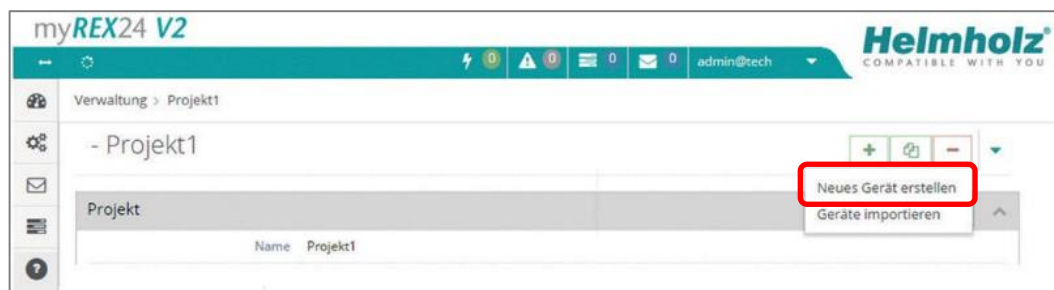 myREX24 V2
Helmholz®
COMPATIBLE WITH YOU
0 0 0 0 admin@tech
Verwaltung > Projekt1
- Projekt1
Neues Gerät erstellen
Geräte importieren
Projekt
Name Projekt1